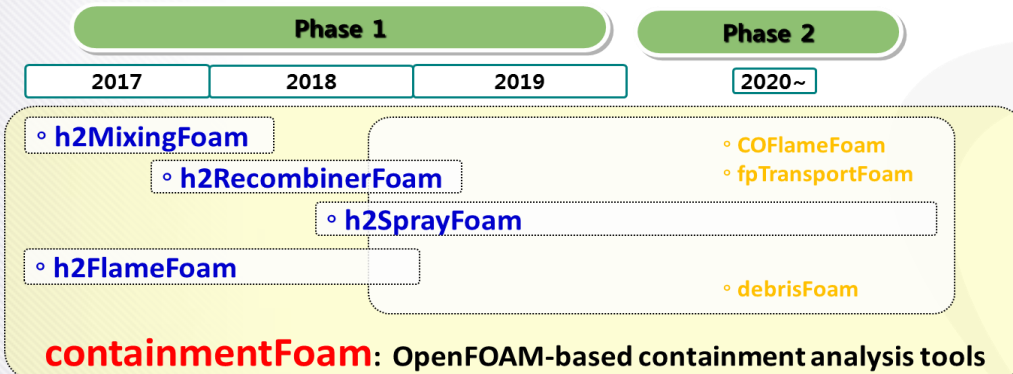 Phase 1
Phase 2
2017
2018
2019
2020~
° h2MixingFoam
° COFlameFoam
° h2RecombinerFoam
° fpTransportFoam
° h2SprayFoam
° h2FlameFoam
° debrisFoam
containmentFoam: OpenFOAM-based containment analysis tools